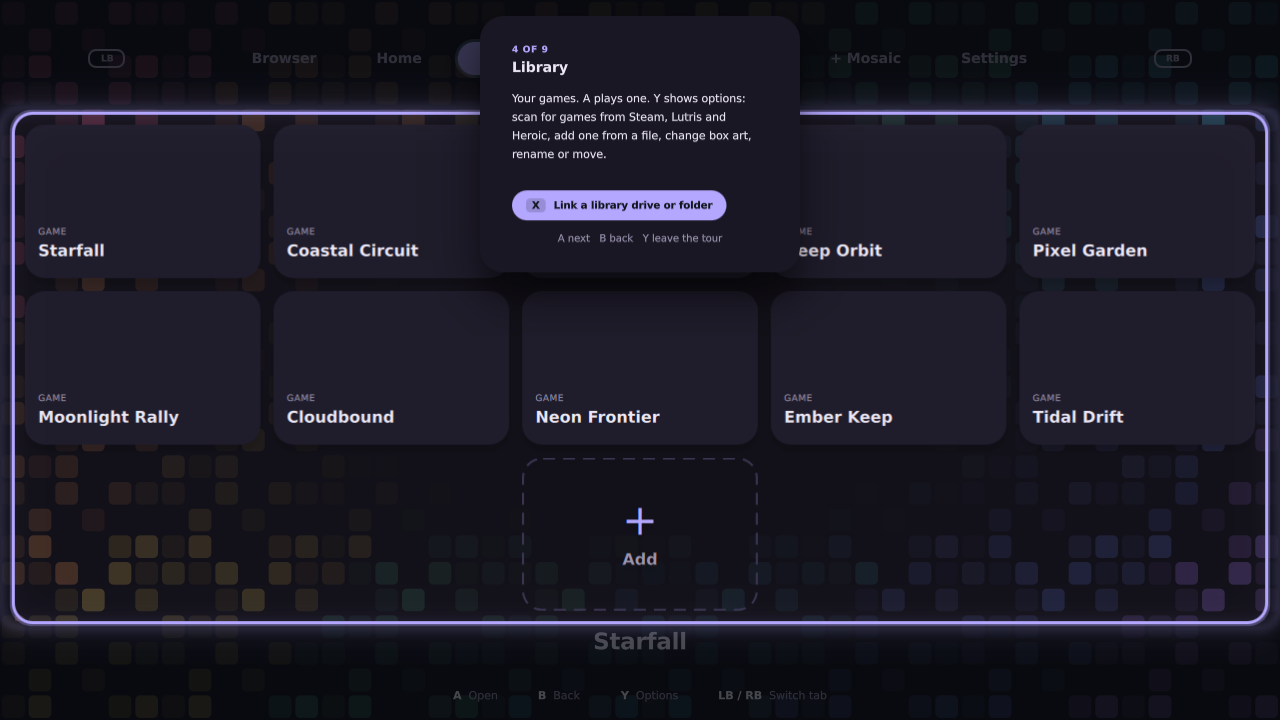 LB
Browser
Home
+ Mosaic
Settings
RB
4 OF 9
Library
Your games. A plays one. Y shows options:
scan for games from Steam, Lutris and
Heroic, add one from a file, change box art,
rename or move.
X Link a library drive or folder
A next B back Y leave the tour
GAME
Starfall
GAME
Coastal Circuit
Orbit
GAME
Pixel Garden
GAME
Moonlight Rally
GAME
Cloudbound
GAME
Neon Frontier
GAME
Ember Keep
GAME
Tidal Drift
+
Add
Starfall
A Open
B Back
Y Options
LB / RB Switch tab